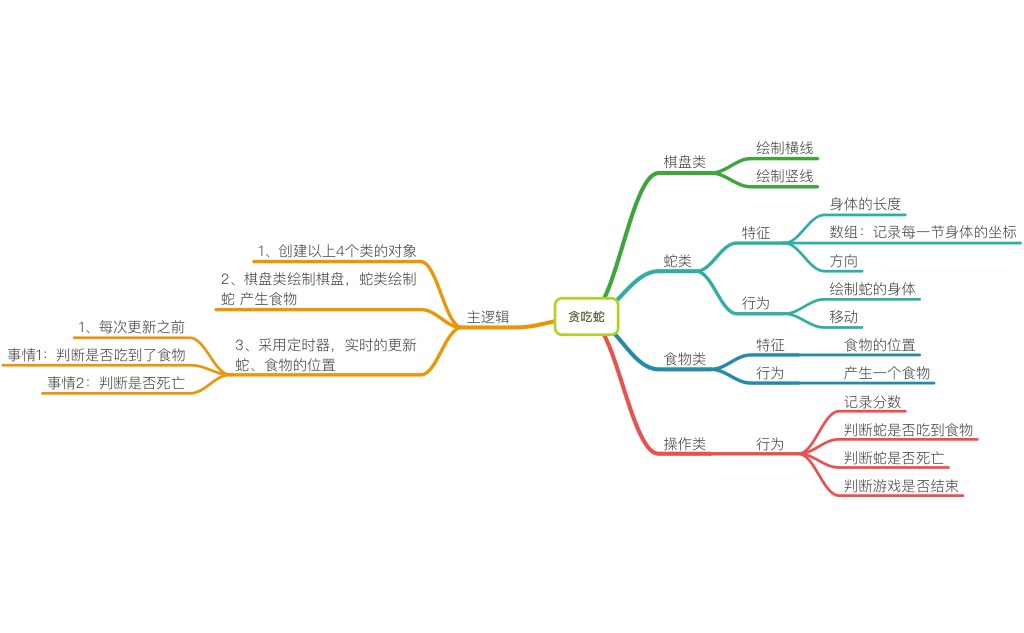 贪吃蛇
棋盘类
绘制横线
绘制竖线
蛇类
特征
身体的长度
数组：记录每一节身体的坐标
方向
行为
绘制蛇的身体
移动
食物类
特征
食物的位置
行为
产生一个食物
操作类
行为
记录分数
判断蛇是否吃到食物
判断蛇是否死亡
判断游戏是否结束
主逻辑
1、创建以上4个类的对象
2、棋盘类绘制棋盘，蛇类绘制
蛇 产生食物
3、采用定时器，实时的更新
蛇、食物的位置
1、每次更新之前
事情1：判断是否吃到了食物
事情2：判断是否死亡